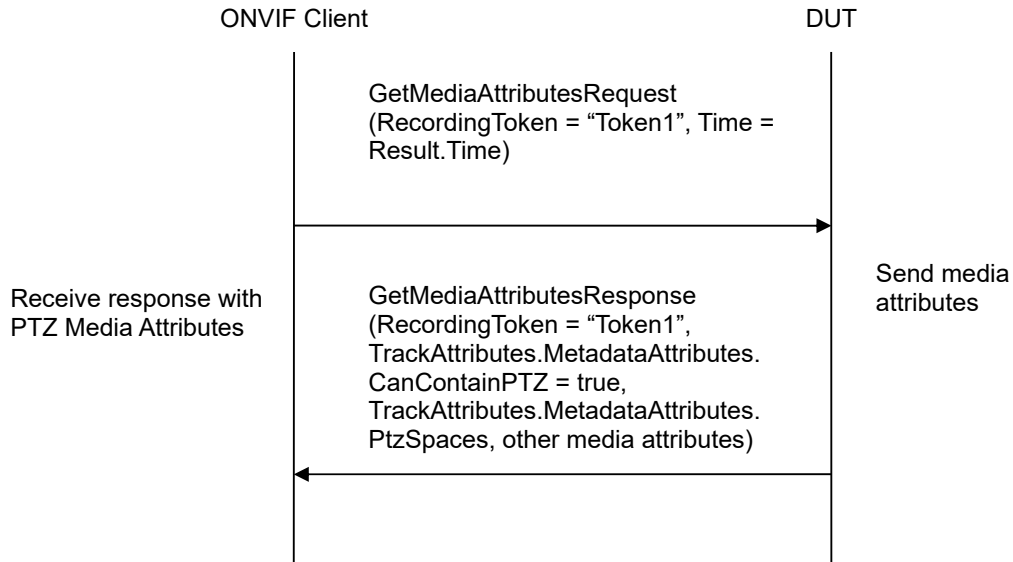 ONVIF Client
DUT
GetMediaAttributesRequest
(RecordingToken = “Token1”, Time =
Result.Time)
Send media
attributes
Receive response with
PTZ Media Attributes
GetMediaAttributesResponse
(RecordingToken = “Token1”,
TrackAttributes.MetadataAttributes.
CanContainPTZ = true,
TrackAttributes.MetadataAttributes.
PtzSpaces, other media attributes)